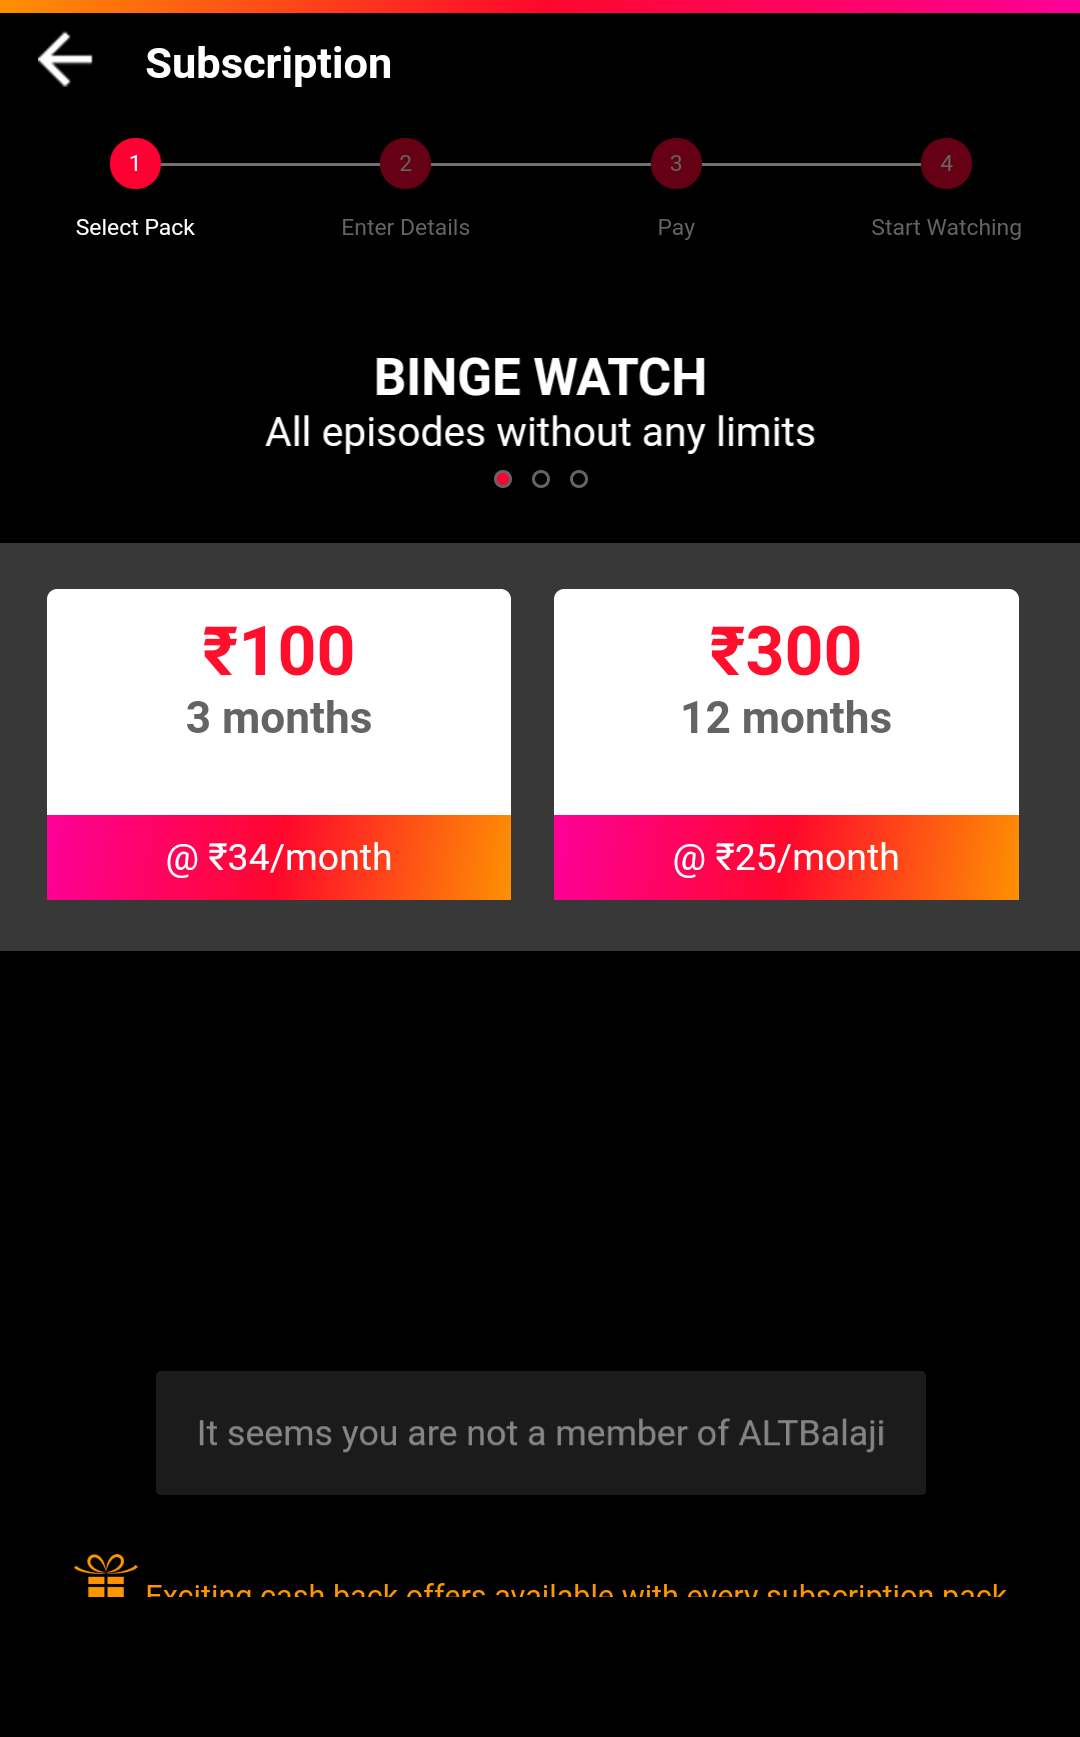 Subscription
1 2 3 4
Select Pack Enter Details Pay Start Watching
BINGE WATCH
All episodes without any limits
₹100
3 months
@ ₹34/month
₹300
12 months
@ ₹25/month
It seems you are not a member of ALTBalaji
Exciting cash back offers available with every subscription pack